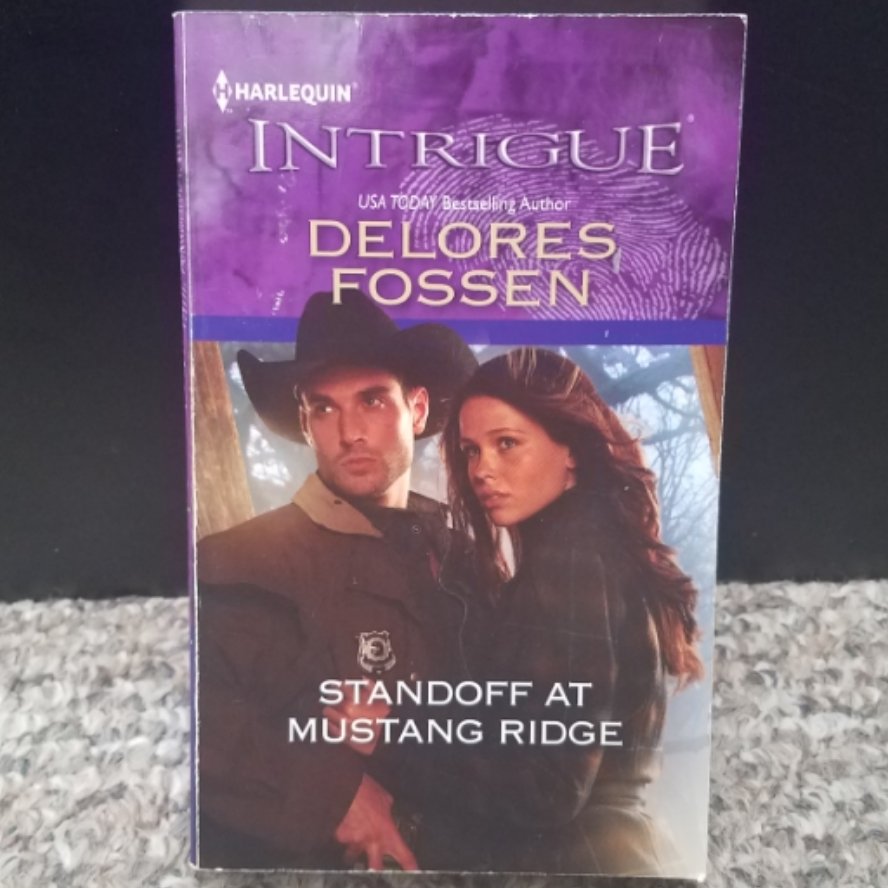 HARLEQUIN®
INTRIGUE®
USA TODAY Bestselling Author
DELORES
FOSSEN
STANDOFF AT
MUSTANG RIDGE